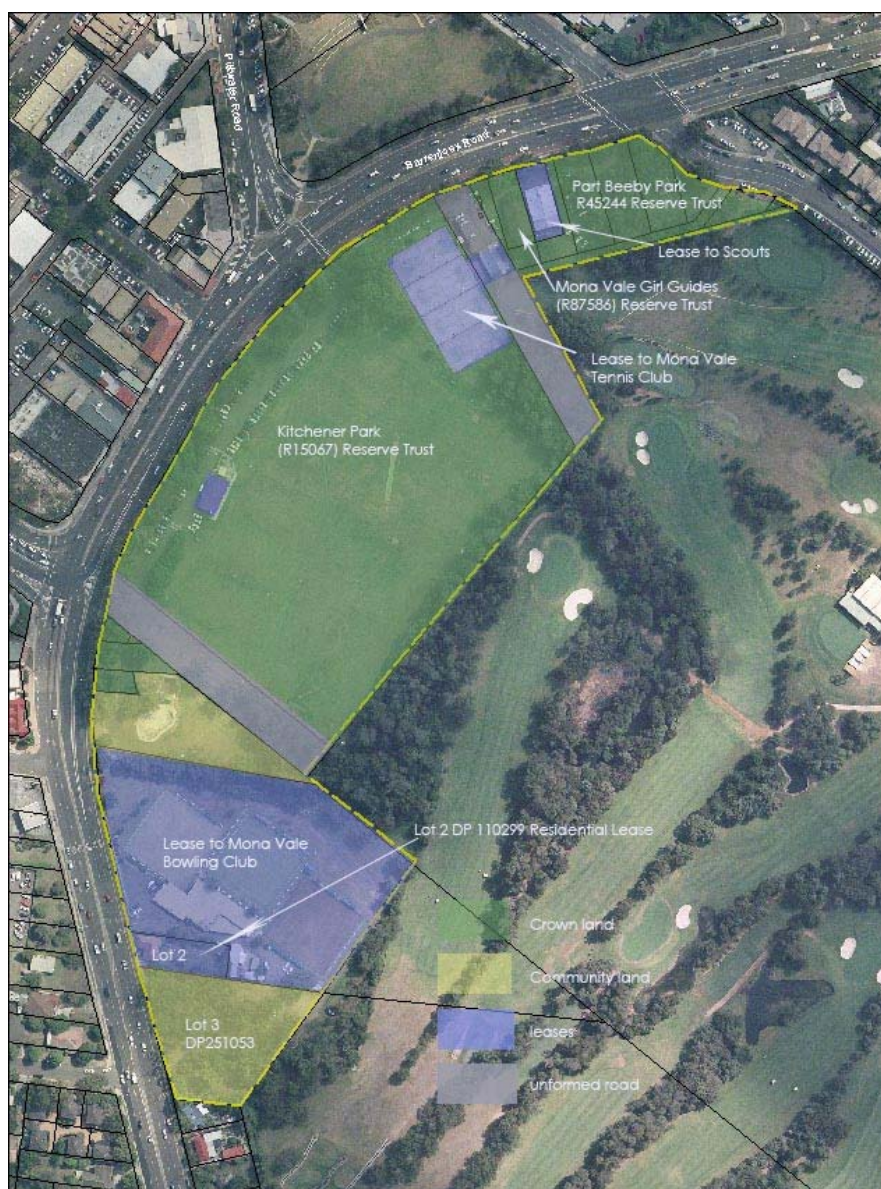 Pittwater Road
Barrenjoey Road
Part Beeby Park
R45244 Reserve Trust
Lease to Scouts
Mona Vale Girl Guides
(R87586) Reserve Trust
Lease to Mona Vale
Tennis Club
Kitchener Park
(R15067) Reserve Trust
Lot 2 DP 110299 Residential Lease
Lease to Mona Vale
Bowling Club
Lot 2
Crown land
Community land
Lot 3
DP251053
leases
unformed road